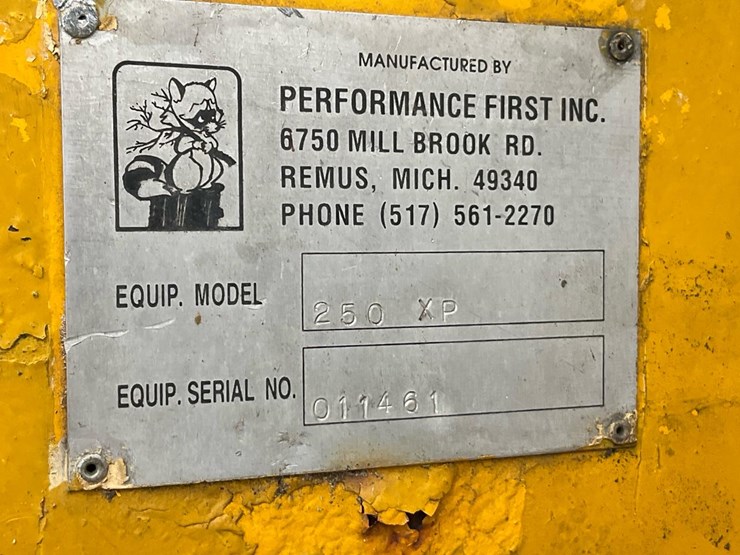 MANUFACTURED BY
PERFORMANCE FIRST INC.
6750 MILL BROOK RD.
REMUS, MICH. 49340
PHONE (517) 561-2270
EQUIP. MODEL
250 XP
EQUIP. SERIAL NO.
011461